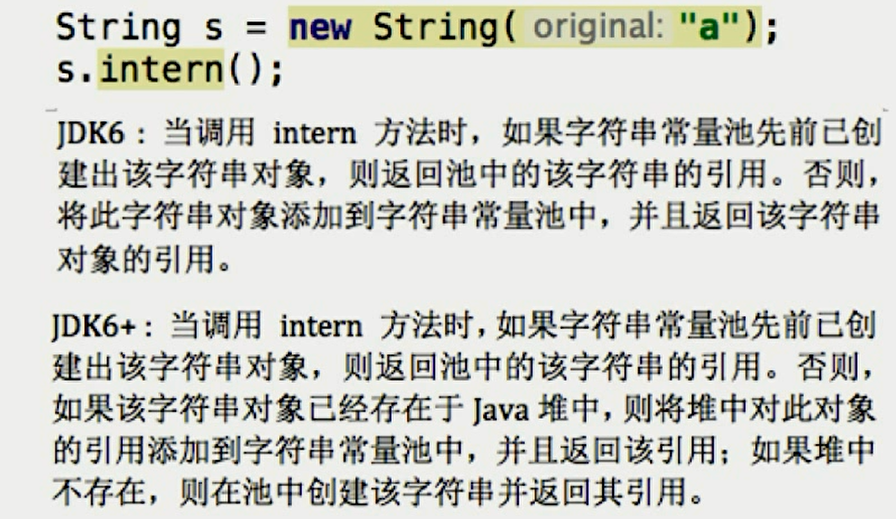 String s = new String( original: "a");
s.intern();
JDK6：当调用 intern 方法时，如果字符串常量池先前已创
建出该字符串对象，则返回池中的该字符串的引用。否则，
将此字符串对象添加到字符串常量池中，并且返回该字符串
对象的引用。
JDK6+：当调用 intern 方法时，如果字符串常量池先前已创
建出该字符串对象，则返回池中的该字符串的引用。否则，
如果该字符串对象已经存在于 Java 堆中，则将堆中对此对象
的引用添加到字符串常量池中，并且返回该引用；如果堆中
不存在，则在池中创建该字符串并返回其引用。